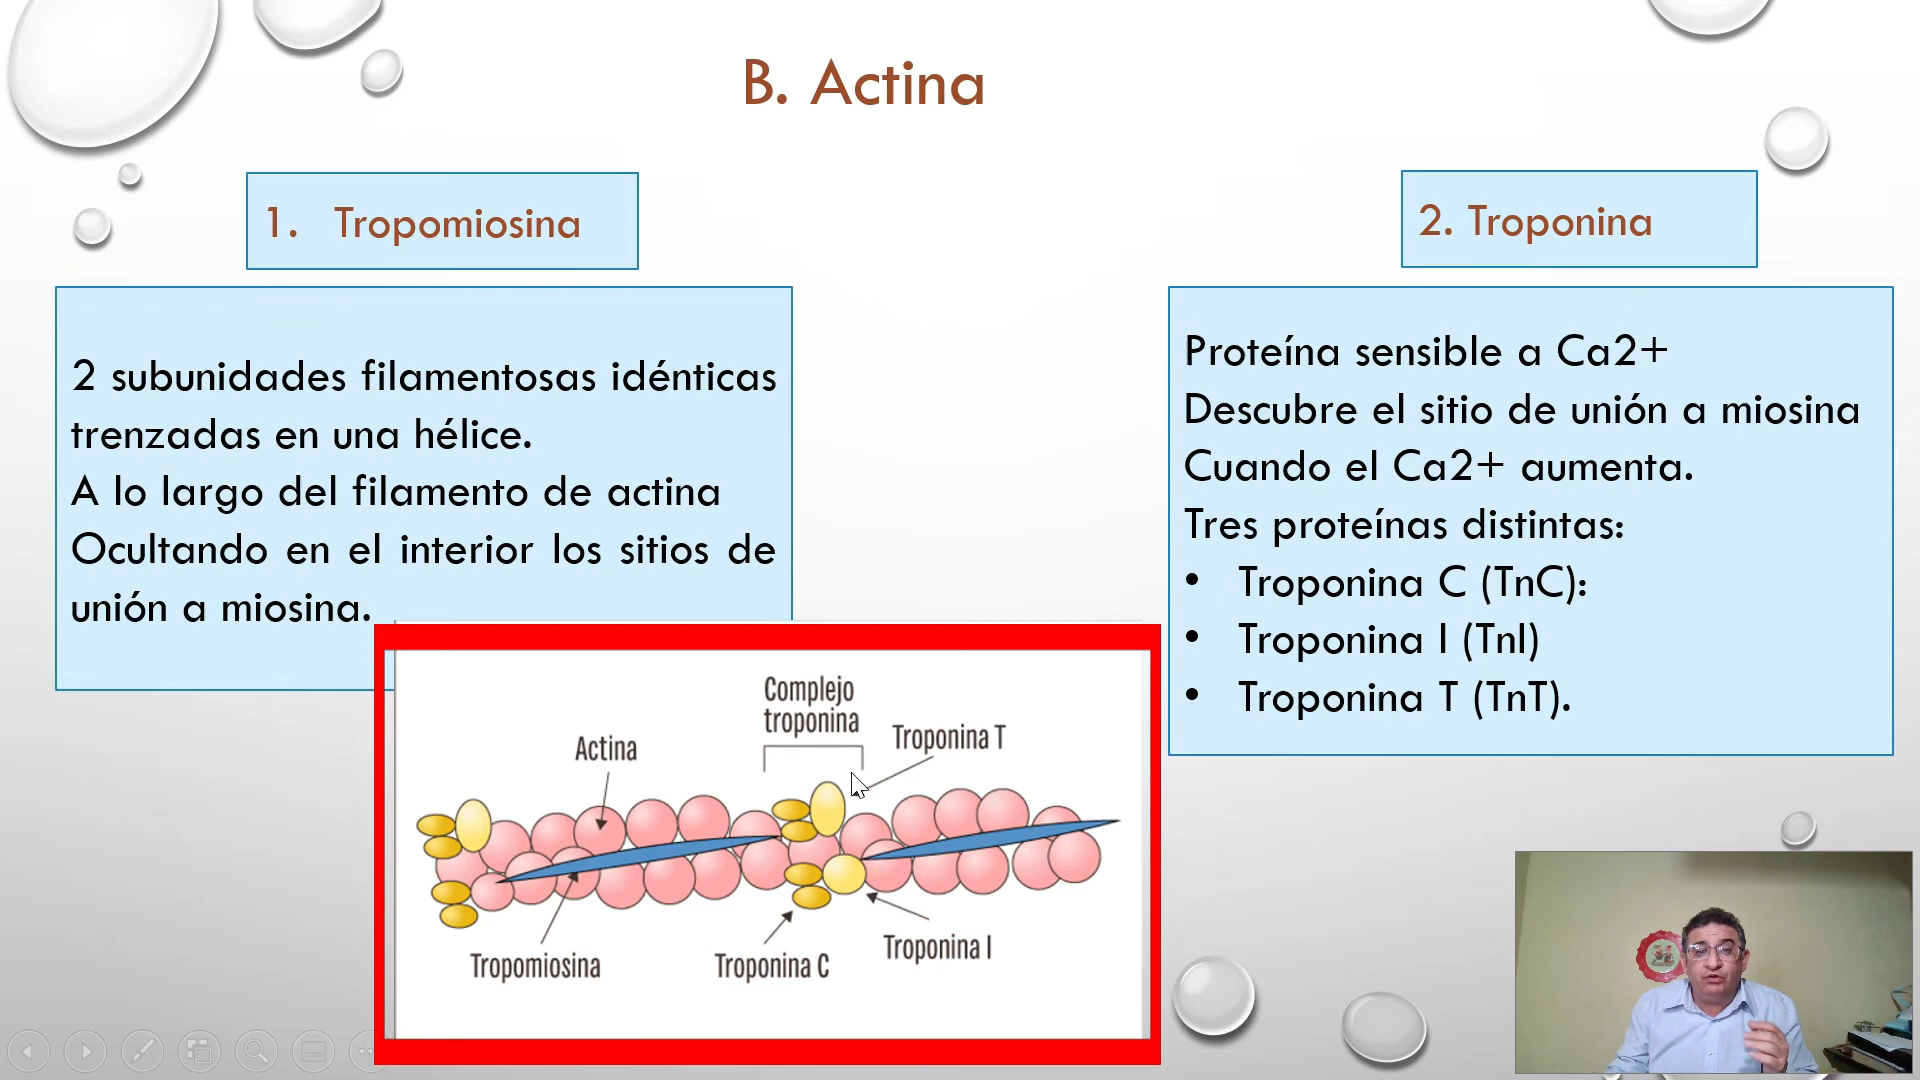 B. Actina
1. Tropomiosina
2 subunidades filamentosas idénticas
trenzadas en una hélice.
A lo largo del filamento de actina
Ocultando en el interior los sitios de
unión a miosina.
2. Troponina
Proteína sensible a Ca2+
Descubre el sitio de unión a miosina
Cuando el Ca2+ aumenta.
Tres proteínas distintas:
• Troponina C (TnC):
• Troponina I (TnI)
• Troponina T (TnT).
Complejo
troponina
Troponina T
Actina
Tropomiosina
Troponina C
Troponina I